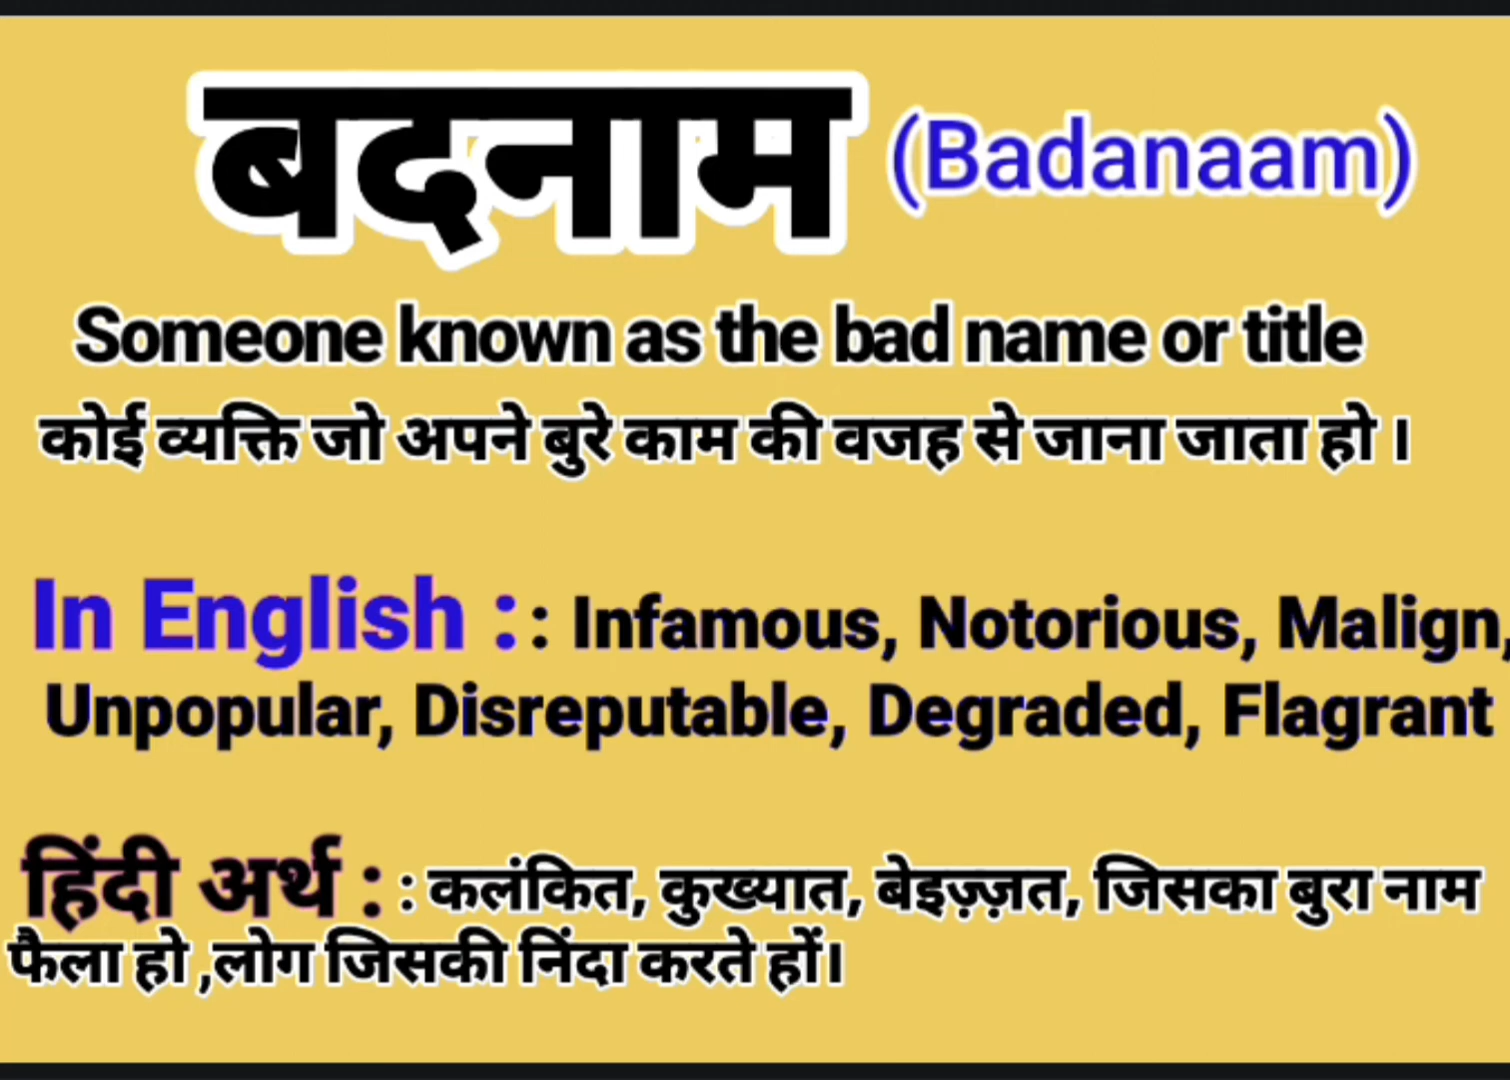 बदनाम (Badanaam)
Someone known as the bad name or title
कोई व्यक्ति जो अपने बुरे काम की वजह से जाना जाता हो ।
In English : : Infamous, Notorious, Malign,
Unpopular, Disreputable, Degraded, Flagrant
हिंदी अर्थ : : कलंकित, कुख्यात, बेइज़्ज़त, जिसका बुरा नाम
फैला हो ,लोग जिसकी निंदा करते हों।